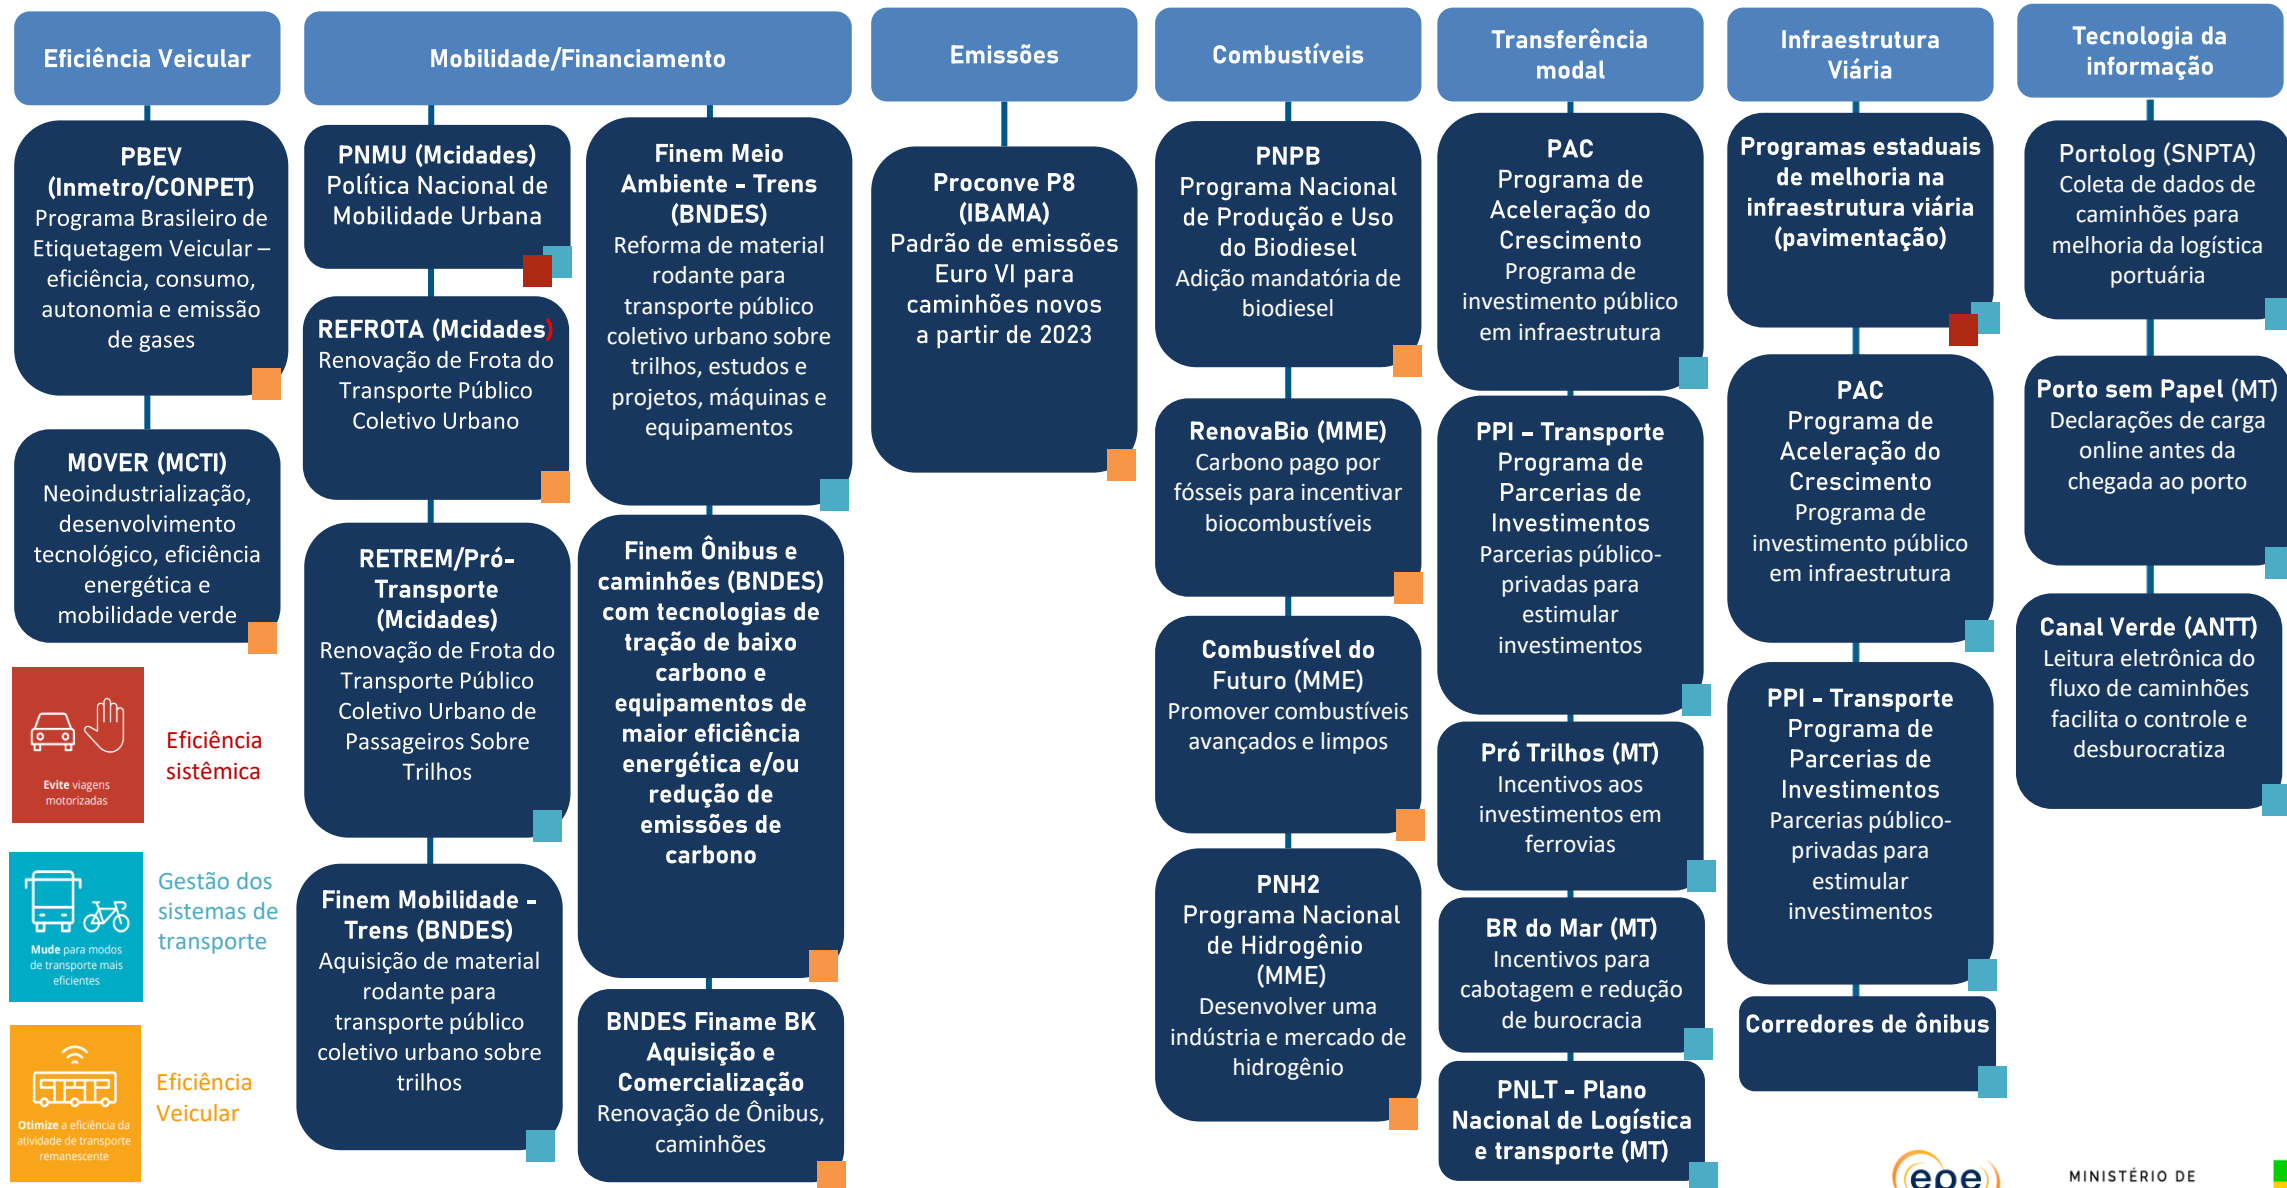 Eficiência Veicular
PBEV
(Inmetro/CONPET)
Programa Brasileiro de
Etiquetagem Veicular –
eficiência, consumo,
autonomia e emissão
de gases
MOVER (MCTI)
Neoindustrialização,
desenvolvimento
tecnológico, eficiência
energética e
mobilidade verde
Evite viagens
motorizadas
Eficiência
sistêmica
Mude para modos
de transporte mais
eficientes
Gestão dos
sistemas de
transporte
Otimize a eficiência da
atividade de transporte
remanescente
Eficiência
Veicular
Mobilidade/Financiamento
PNMU (Mcidades)
Política Nacional de
Mobilidade Urbana
REFROTA (Mcidades)
Renovação de Frota do
Transporte Público
Coletivo Urbano
RETREM/Pró-
Transporte
(Mcidades)
Renovação de Frota do
Transporte Público
Coletivo Urbano de
Passageiros Sobre
Trilhos
Finem Mobilidade -
Trens (BNDES)
Aquisição de material
rodante para
transporte público
coletivo urbano sobre
trilhos
Finem Meio
Ambiente - Trens
(BNDES)
Reforma de material
rodante para
transporte público
coletivo urbano sobre
trilhos, estudos e
projetos, máquinas e
equipamentos
Finem Ônibus e
caminhões (BNDES)
com tecnologias de
tração de baixo
carbono e
equipamentos de
maior eficiência
energética e/ou
redução de
emissões de
carbono
BNDES Finame BK
Aquisição e
Comercialização
Renovação de Ônibus,
caminhões
Emissões
Proconve P8
(IBAMA)
Padrão de emissões
Euro VI para
caminhões novos
a partir de 2023
Combustíveis
PNPB
Programa Nacional
de Produção e Uso
do Biodiesel
Adição mandatória de
biodiesel
RenovaBio (MME)
Carbono pago por
fósseis para incentivar
biocombustíveis
Combustível do
Futuro (MME)
Promover combustíveis
avançados e limpos
PNH2
Programa Nacional
de Hidrogênio
(MME)
Desenvolver uma
indústria e mercado de
hidrogênio
Transferência
modal
PAC
Programa de
Aceleração do
Crescimento
Programa de
investimento público
em infraestrutura
PPI – Transporte
Programa de
Parcerias de
Investimentos
Parcerias público-
privadas para
estimular
investimentos
Pró Trilhos (MT)
Incentivos aos
investimentos em
ferrovias
BR do Mar (MT)
Incentivos para
cabotagem e redução
de burocracia
PNLT - Plano
Nacional de Logística
e transporte (MT)
Infraestrutura
Viária
Programas estaduais
de melhoria na
infraestrutura viária
(pavimentação)
PAC
Programa de
Aceleração do
Crescimento
Programa de
investimento público
em infraestrutura
PPI - Transporte
Programa de
Parcerias de
Investimentos
Parcerias público-
privadas para
estimular
investimentos
Corredores de ônibus
Tecnologia da
informação
Portolog (SNPTA)
Coleta de dados de
caminhões para
melhoria da logística
portuária
Porto sem Papel (MT)
Declarações de carga
online antes da
chegada ao porto
Canal Verde (ANTT)
Leitura eletrônica do
fluxo de caminhões
facilita o controle e
desburocratiza
epe
MINISTÉRIO DE